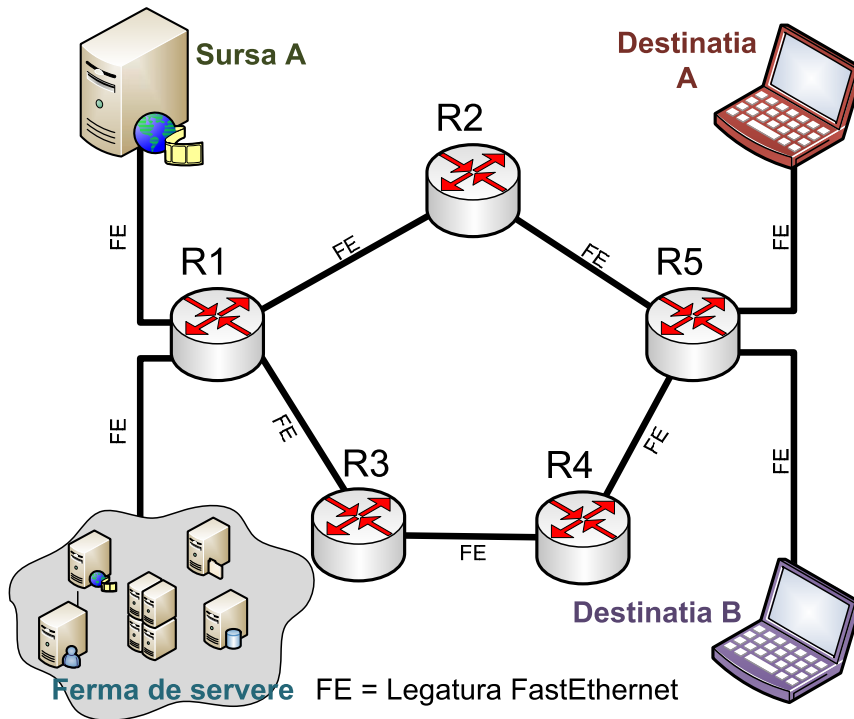 Sursa A
Destinatia
A
R2
FE
FE
FE
FE
R1
R5
FE
FE
FE
FE
R3
R4
FE
Destinatia B
Ferma de servere
FE = Legatura FastEthernet